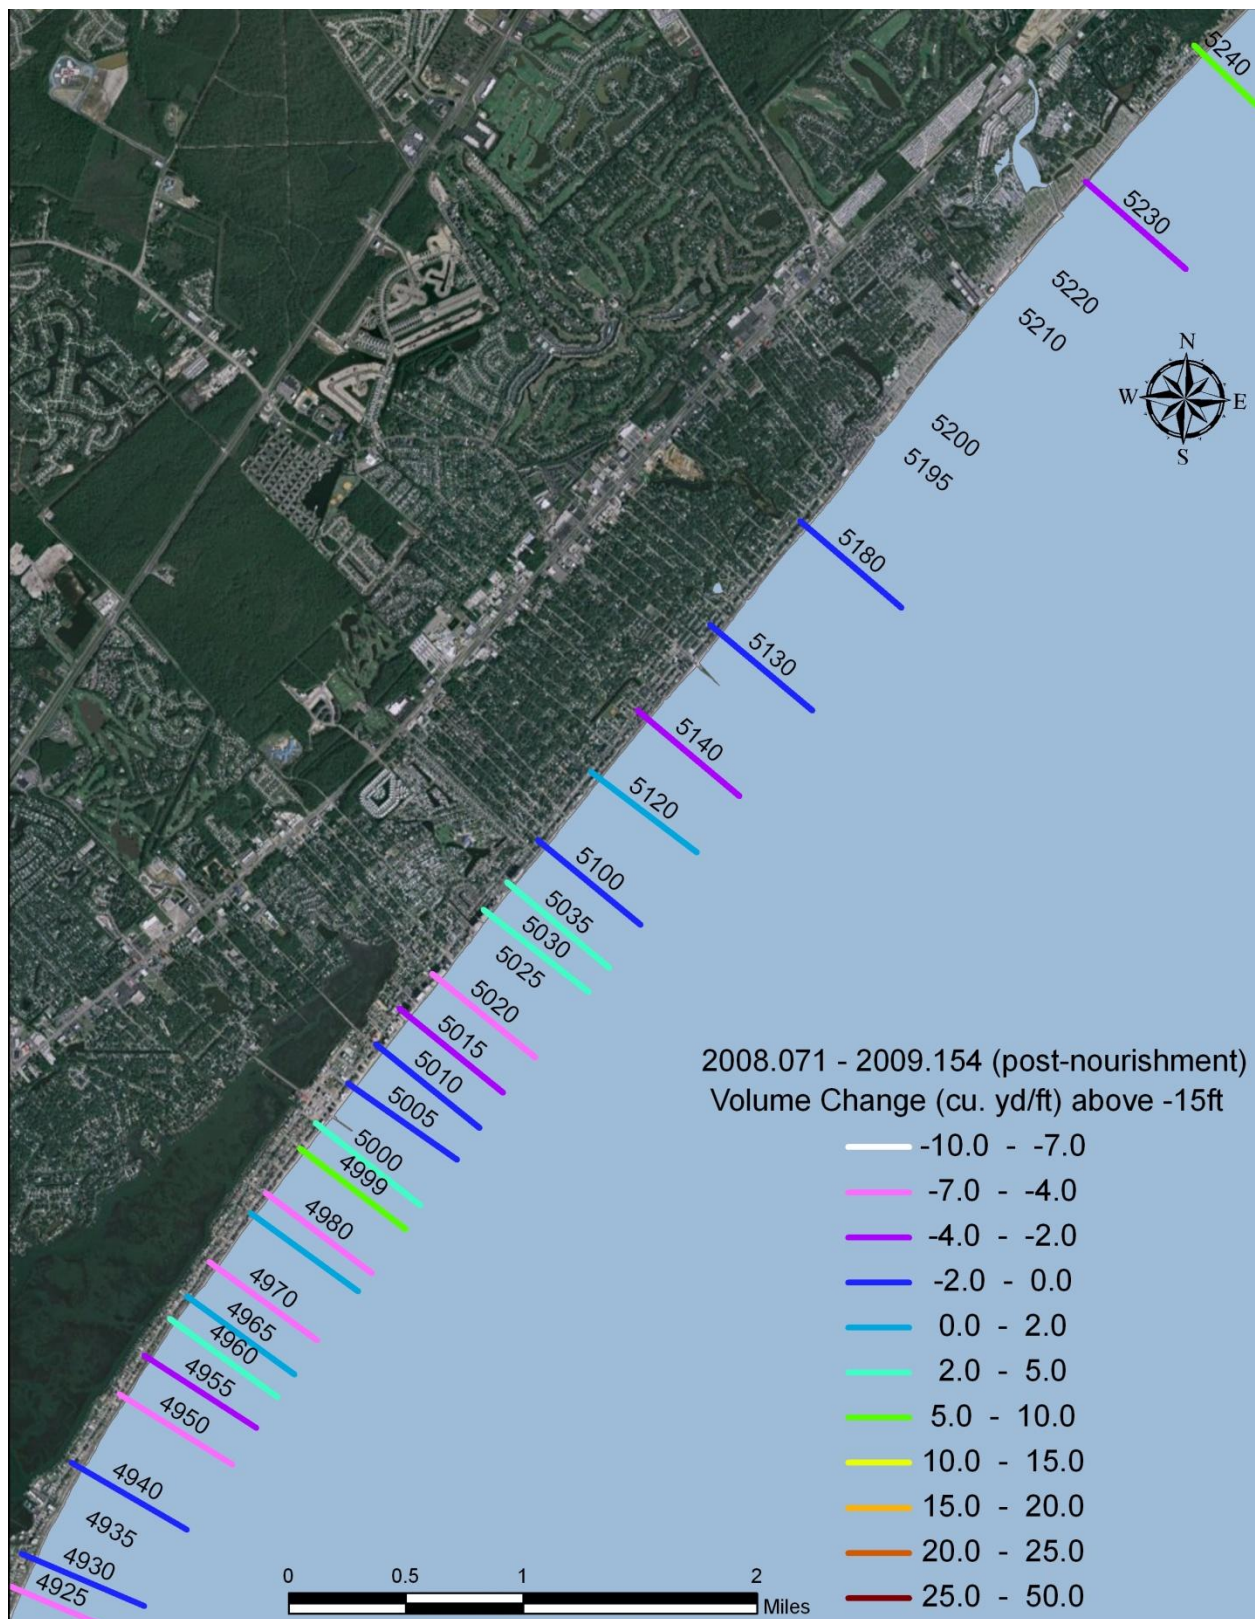 5240
5230
5220
5210
N
W
E
S
5200
5195
5180
5130
5140
5120
5100
5035
5030
5025
5020
5015
5010
5005
5000
4999
4980
4970
4965
4960
4955
4950
4940
4935
4930
4925
2008.071 - 2009.154 (post-nourishment)
Volume Change (cu. yd/ft) above -15ft
-10.0 - -7.0
-7.0 - -4.0
-4.0 - -2.0
-2.0 - 0.0
0.0 - 2.0
2.0 - 5.0
5.0 - 10.0
10.0 - 15.0
15.0 - 20.0
20.0 - 25.0
25.0 - 50.0
0 0.5 1 2
Miles